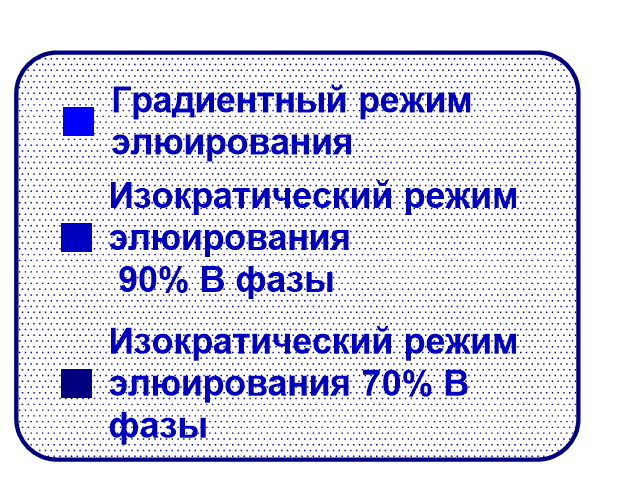 Градиентный режим
элюирования
Изократический режим
элюирования
90% В фазы
Изократический режим
элюирования 70% В
фазы